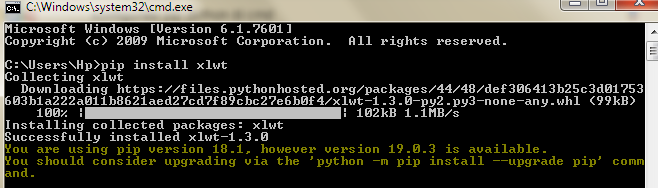 C:\Windows\system32\cmd.exe
Microsoft Windows [Version 6.1.7601]
Copyright (c) 2009 Microsoft Corporation.  All rights reserved.
C:\Users\Hp>pip install xlwt
Collecting xlwt
  Downloading https://files.pythonhosted.org/packages/44/48/def306413b25c3d01753
603b1a222a011b8621aed27cd7f89cbc27e6b0f4/xlwt-1.3.0-py2.py3-none-any.whl (99kB)
    100% |████████████████████████████████| 102kB 1.1MB/s
Installing collected packages: xlwt
Successfully installed xlwt-1.3.0
You are using pip version 18.1, however version 19.0.3 is available.
You should consider upgrading via the 'python -m pip install --upgrade pip' comm
and.